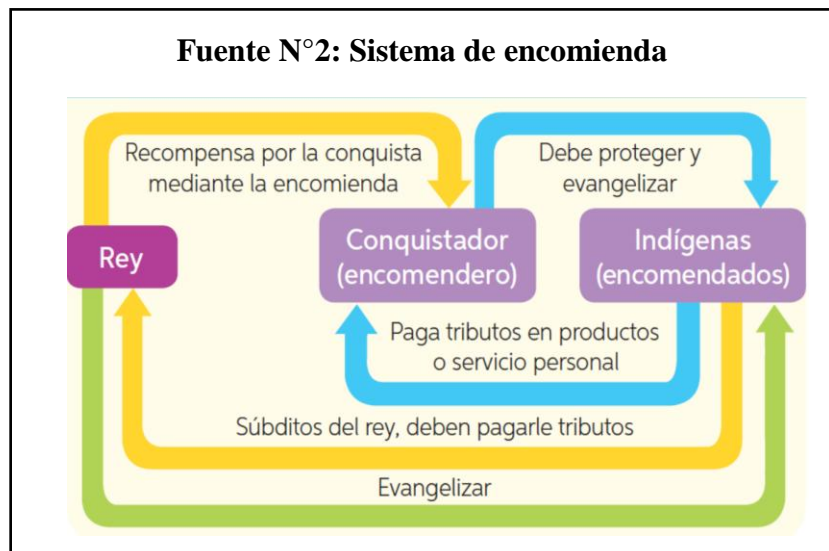 Fuente N°2: Sistema de encomienda
Recompensa por la conquista
mediante la encomienda
Debe proteger y
evangelizar
Rey
Conquistador
(encomendero)
Indígenas
(encomendados)
Paga tributos en productos
o servicio personal
Súbditos del rey, deben pagarle tributos
Evangelizar